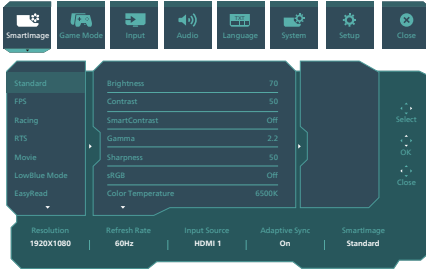 TXT
SmartImage Game Mode Input Audio Language System Setup Close
Standard Brightness 70
FPS Contrast 50
Racing SmartContrast Off
RTS Gamma 2.2
Movie Sharpness 50
LowBlue Mode sRGB Off
EasyRead Color Temperature 6500K
Select
OK
Close
Resolution Refresh Rate Input Source Adaptive Sync SmartImage
1920X1080 60Hz HDMI 1 On Standard